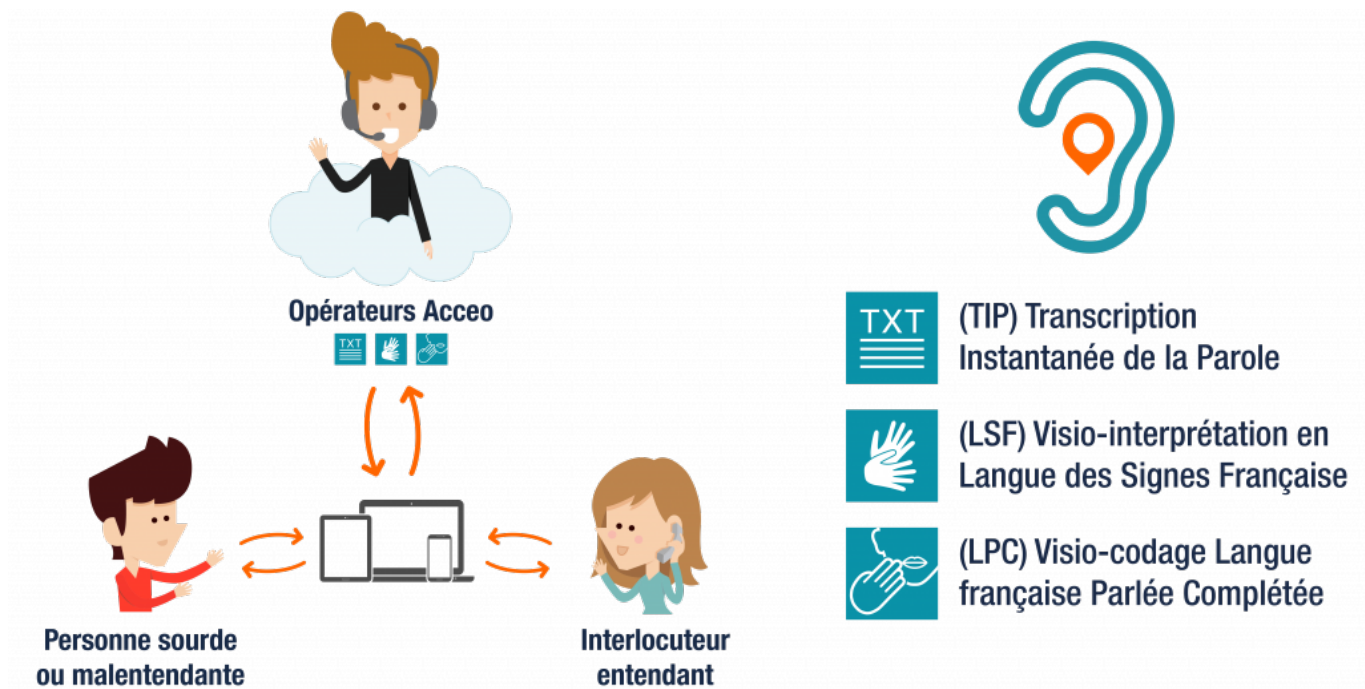 Opérateurs Acceo
TXT
Personne sourde
ou malentendante
Interlocuteur
entendant
TXT
(TIP) Transcription
Instantanée de la Parole
(LSF) Visio-interprétation en
Langue des Signes Française
(LPC) Visio-codage Langue
française Parlée Complétée